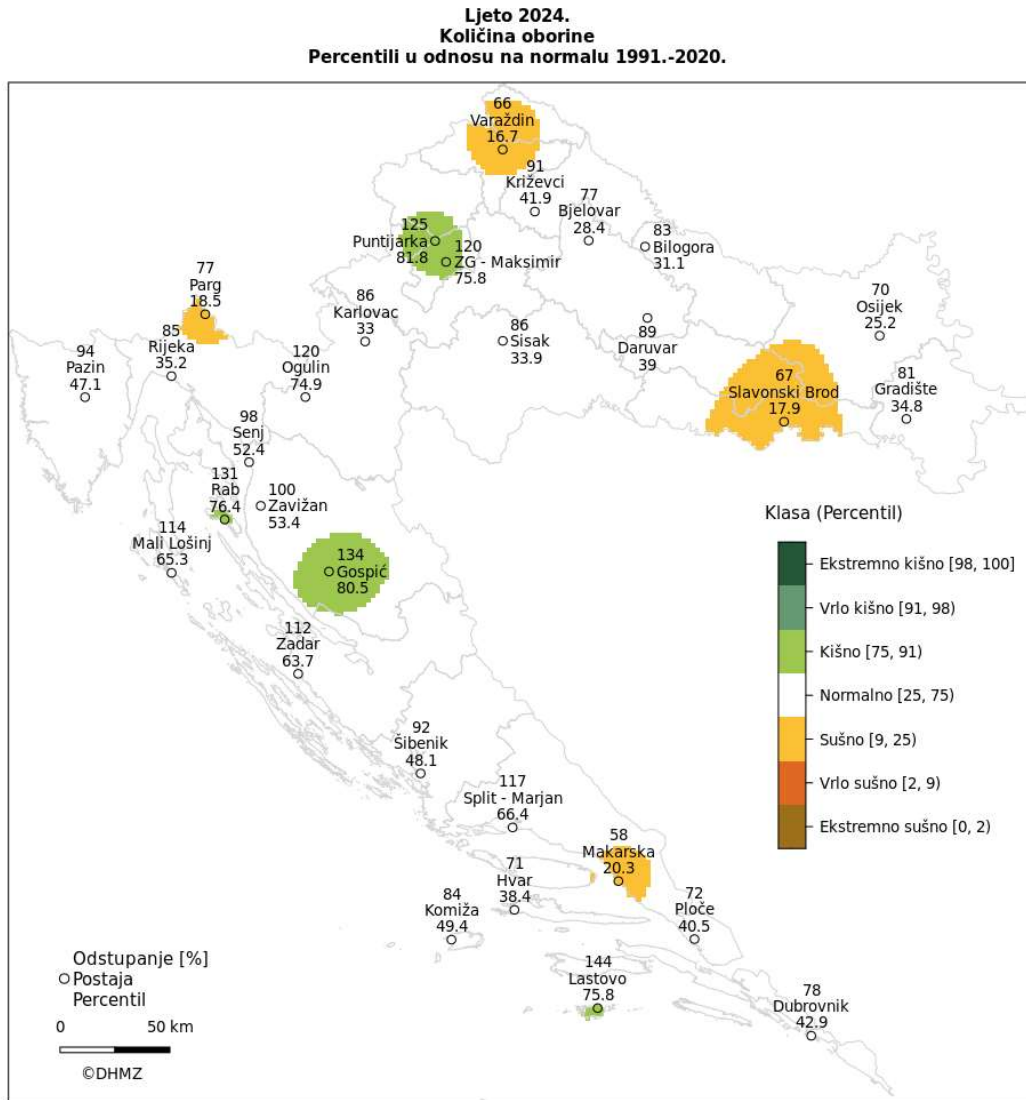 Ljeto 2024.
Količina oborine
Percentili u odnosu na normalu 1991.-2020.
66
Varaždin
16.7
91
Križevci
41.9
77
Bjelovar
28.4
83
Bilogora
31.1
125
Puntijarka
81.8
120
ZG - Maksimir
75.8
77
Parg
18.5
86
Karlovac
33
86
Sisak
33.9
89
Daruvar
39
70
Osijek
25.2
94
Pazin
47.1
85
Rijeka
35.2
120
Ogulin
74.9
67
Slavonski Brod
17.9
81
Gradište
34.8
98
Senj
52.4
131
Rab
76.4
100
Zavižan
53.4
114
Mali Lošinj
65.3
134
Gospić
80.5
112
Zadar
63.7
92
Šibenik
48.1
117
Split - Marjan
66.4
58
Makarska
20.3
71
Hvar
38.4
84
Komiža
49.4
72
Ploče
40.5
144
Lastovo
75.8
78
Dubrovnik
42.9
Klasa (Percentil)
Ekstremno kišno [98, 100]
Vrlo kišno [91, 98)
Kišno [75, 91)
Normalno [25, 75)
Sušno [9, 25)
Vrlo sušno [2, 9)
Ekstremno sušno [0, 2)
Odstupanje [%]
Postaja
Percentil
0 50 km
©DHMZ